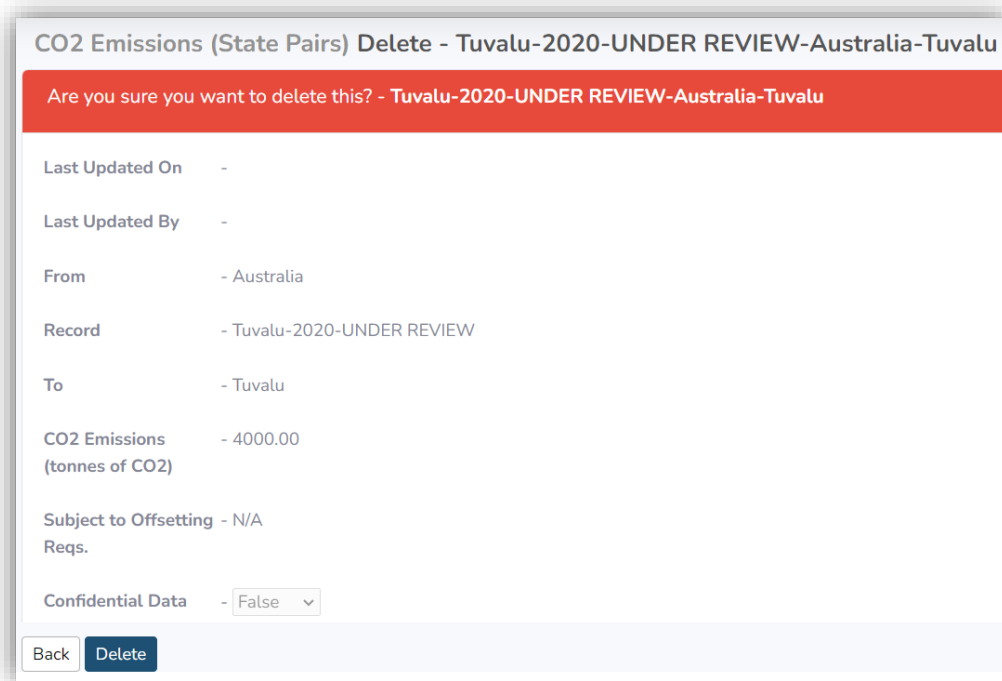 CO2 Emissions (State Pairs) Delete - Tuvalu-2020-UNDER REVIEW-Australia-Tuvalu
Are you sure you want to delete this? - Tuvalu-2020-UNDER REVIEW-Australia-Tuvalu
Last Updated On -
Last Updated By -
From - Australia
Record - Tuvalu-2020-UNDER REVIEW
To - Tuvalu
CO2 Emissions - 4000.00
(tonnes of CO2)
Subject to Offsetting - N/A
Reqs.
Confidential Data - False
Back Delete